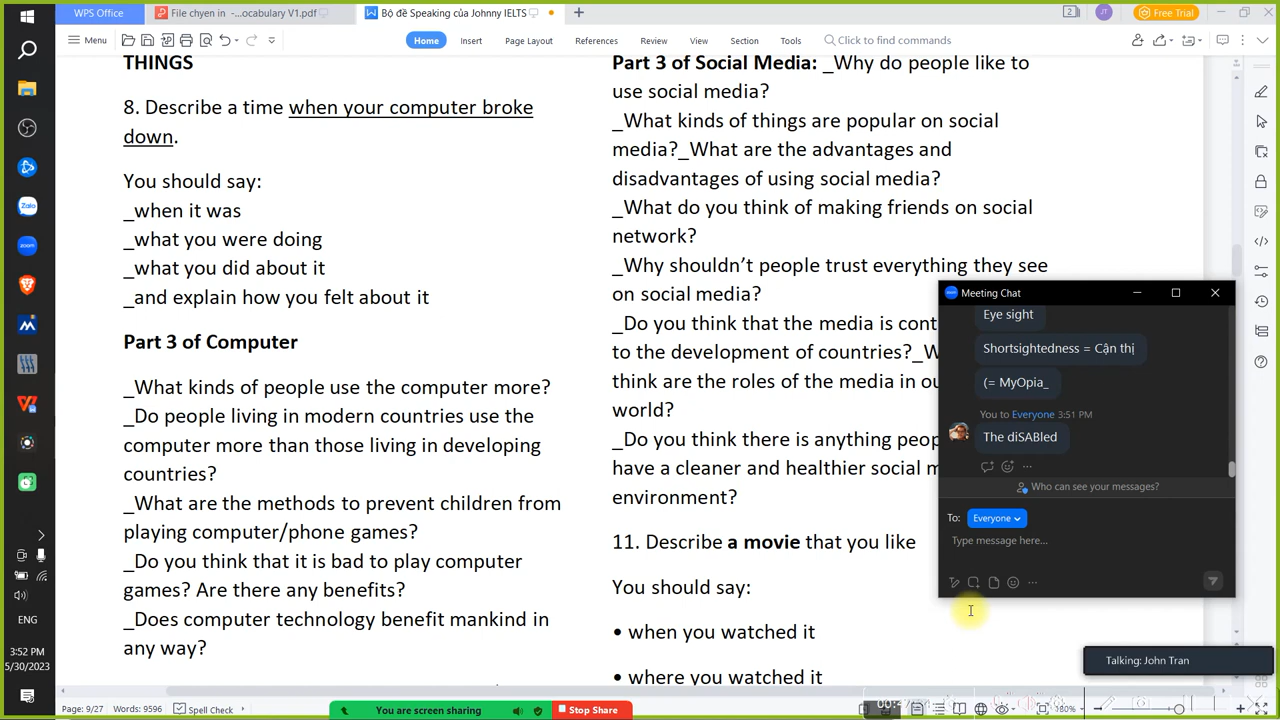 WPS Office
File chyen in -...ocabulary V1.pdf
Bộ đề Speaking của Johnny IELTS
2
JT
Free Trial
Menu
Home
Insert
Page Layout
References
Review
View
Section
Tools
Click to find commands
THINGS
8. Describe a time when your computer broke
down.
You should say:
_when it was
_what you were doing
_what you did about it
_and explain how you felt about it
Part 3 of Computer
_What kinds of people use the computer more?
_Do people living in modern countries use the
computer more than those living in developing
countries?
_What are the methods to prevent children from
playing computer/phone games?
_Do you think that it is bad to play computer
games? Are there any benefits?
_Does computer technology benefit mankind in
any way?
Part 3 of Social Media: _Why do people like to
use social media?
_What kinds of things are popular on social
media?_What are the advantages and
disadvantages of using social media?
_What do you think of making friends on social
network?
_Why shouldn't people trust everything they see
on social media?
_Do you think that the media is cont
to the development of countries?_W
think are the roles of the media in ou
world?
_Do you think there is anything peop
have a cleaner and healthier social m
environment?
11. Describe a movie that you like
You should say:
• when you watched it
• where you watched it
Meeting Chat
Eye sight
Shortsightedness = Cận thị
(= MyOpia_
You to Everyone 3:51 PM
The diSABled
Who can see your messages?
To: Everyone
Type message here...
Talking: John Tran
ENG
3:52 PM
5/30/2023
Page: 9/27
Words: 9596
Spell Check
You are screen sharing
Stop Share